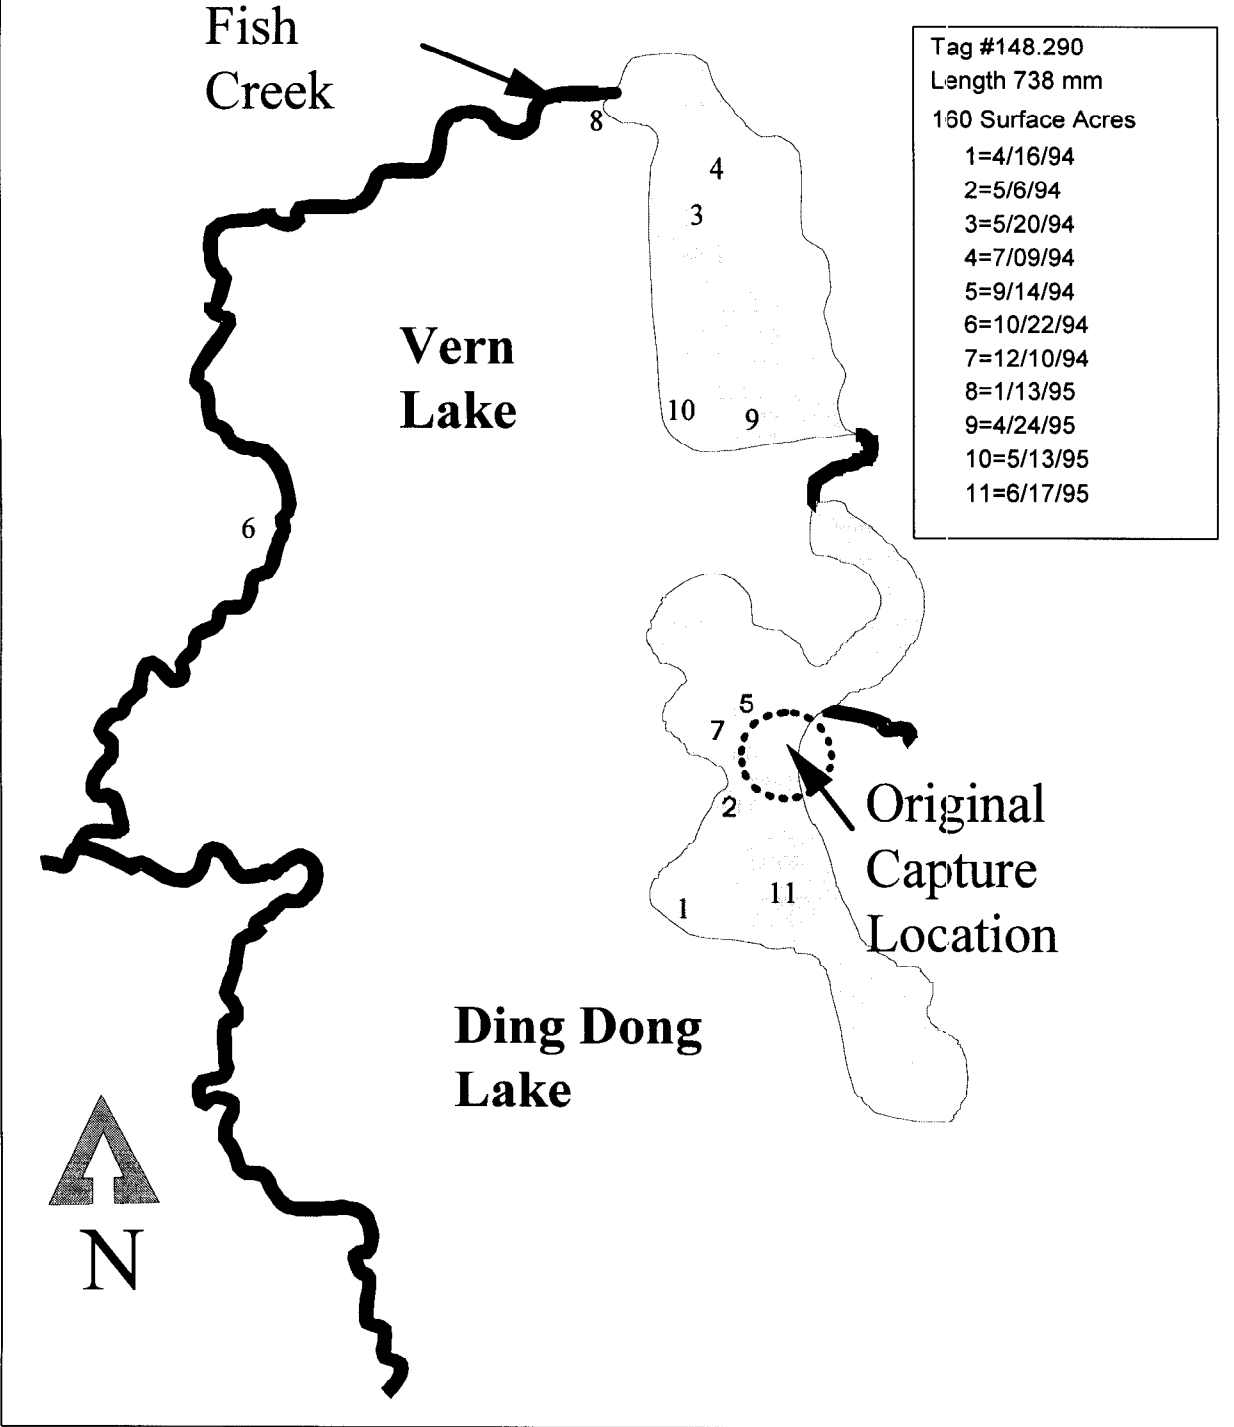 Fish
Creek
Tag #148.290
Length 738 mm
160 Surface Acres
1=4/16/94
2=5/6/94
3=5/20/94
4=7/09/94
5=9/14/94
6=10/22/94
7=12/10/94
8=1/13/95
9=4/24/95
10=5/13/95
11=6/17/95
8
4
3
Vern
Lake
10
9
6
5
7
2
Original
Capture
Location
1
11
Ding Dong
Lake
N